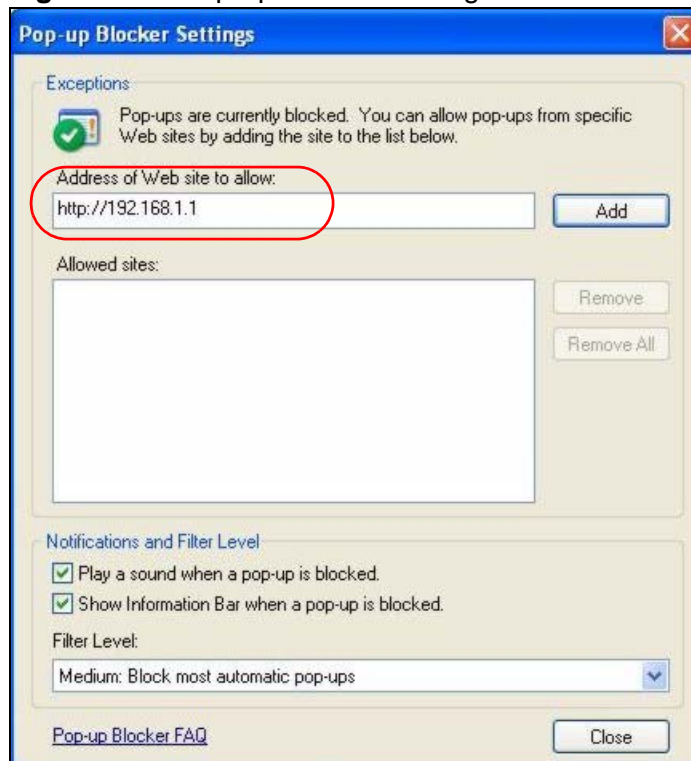 Pop-up Blocker Settings
Exceptions
Pop-ups are currently blocked. You can allow pop-ups from specific
Web sites by adding the site to the list below.
Address of Web site to allow:
http://192.168.1.1
Add
Allowed sites:
Remove
Remove All
Notifications and Filter Level
Play a sound when a pop-up is blocked.
Show Information Bar when a pop-up is blocked.
Filter Level:
Medium: Block most automatic pop-ups
Pop-up Blocker FAQ
Close